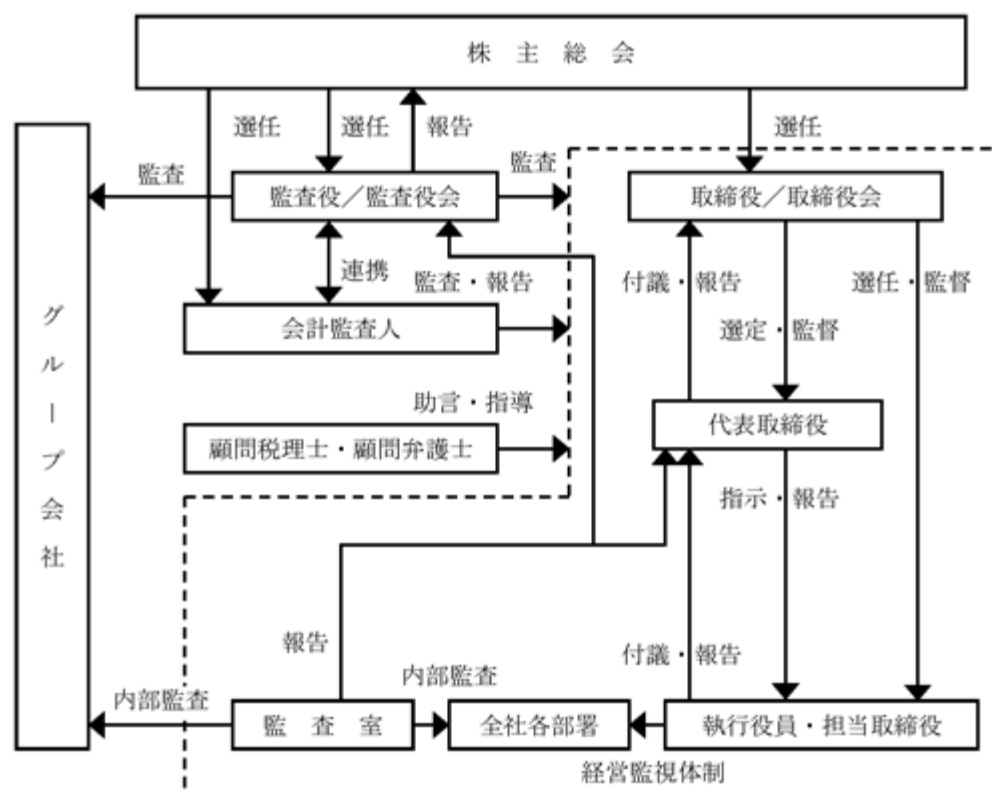 株主総会
選任
選任
報告
選任
監査
監査
監査役／監査役会
取締役／取締役会
連携
監査・報告
付議・報告
選任・監督
会計監査人
選定・監督
グループ会社
助言・指導
代表取締役
顧問税理士・顧問弁護士
指示・報告
報告
付議・報告
内部監査
内部監査
監査室
全社各部署
執行役員・担当取締役
経営監視体制